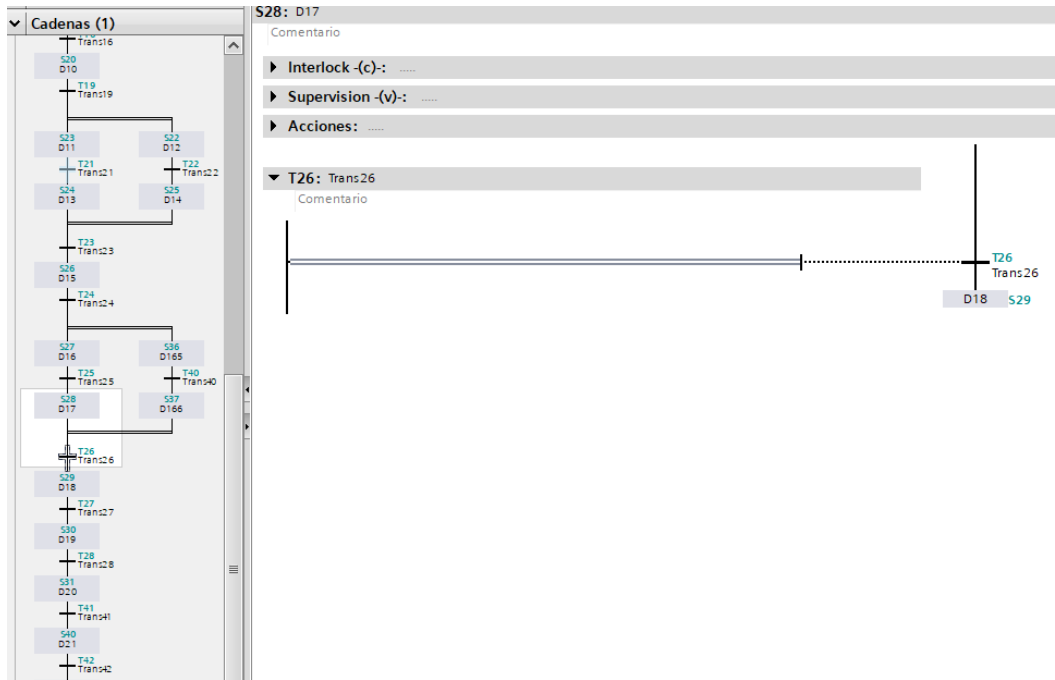 Cadenas (1)
Trans16
S20
D10
T19
Trans19
S23
D11
S22
D12
T21
Trans21
T22
Trans22
S24
D13
S25
D14
T23
Trans23
S26
D15
T24
Trans24
S27
D16
S36
D165
T25
Trans25
T40
Trans40
S28
D17
S37
D166
T26
Trans26
S29
D18
T27
Trans27
S30
D19
T28
Trans28
S31
D20
T41
Trans41
S40
D21
T42
Trans42
S28: D17
Comentario
Interlock -(c)-: .....
Supervision -(v)-: .....
Acciones: .....
T26: Trans26
Comentario
T26
Trans26
D18 S29